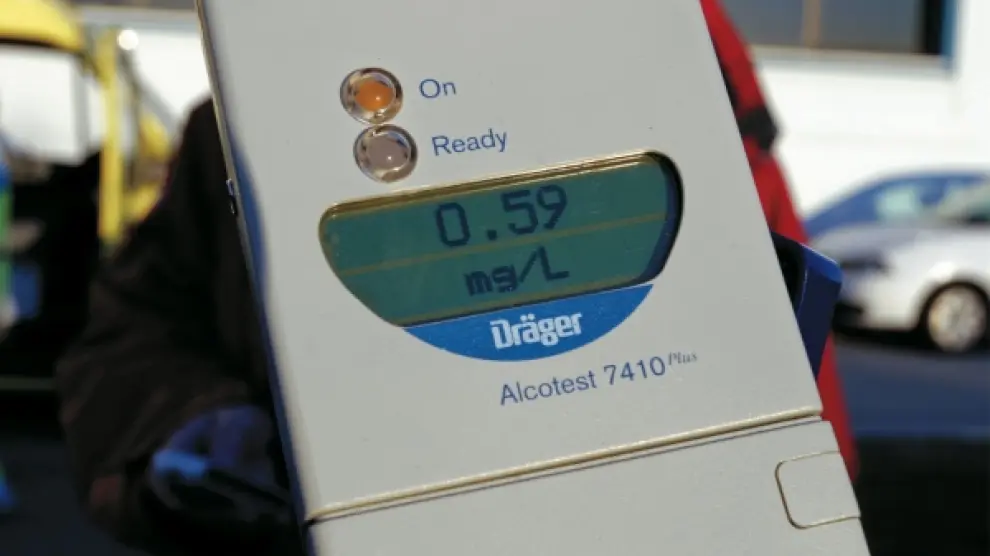 On
Ready
0.59
mg/L
Dräger
Alcotest 7410 Plus